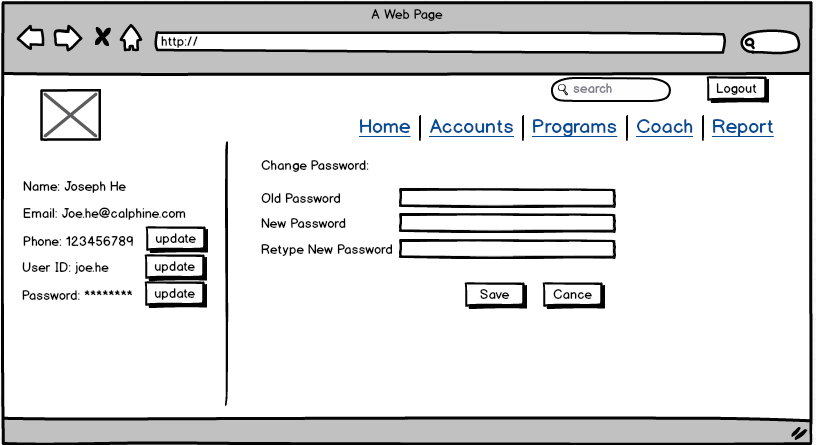 A Web Page
http://
search
Logout
Home Accounts Programs Coach Report
Change Password:
Name: Joseph He
Email: Joe.he@calphine.com
Phone: 123456789 update
User ID: joe.he update
Password: ******** update
Old Password
New Password
Retype New Password
Save Cance